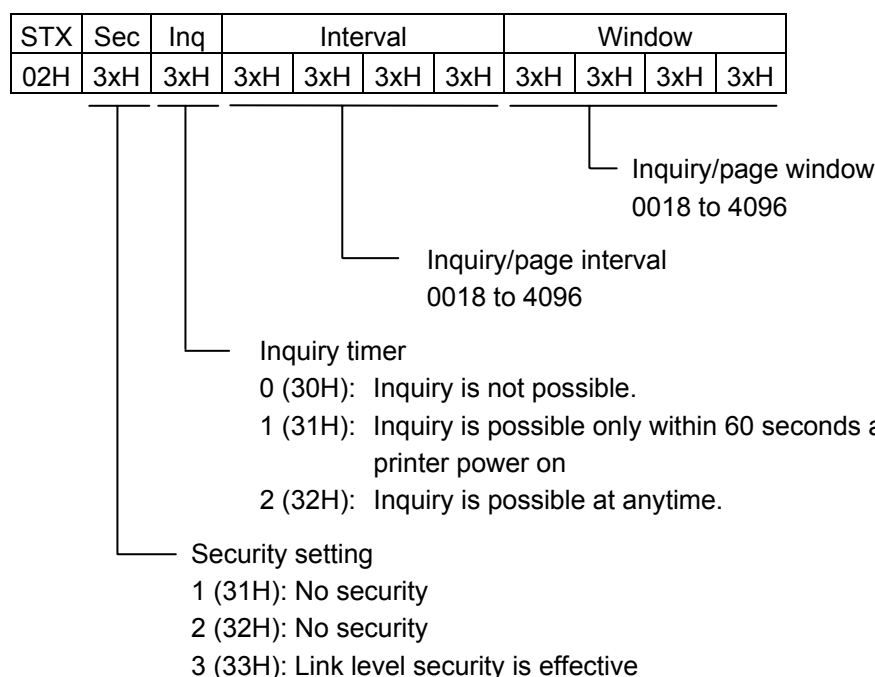 STX Sec Inq Interval Window
02H 3xH 3xH 3xH 3xH 3xH 3xH 3xH 3xH 3xH 3xH
Inquiry/page window
0018 to 4096
Inquiry/page interval
0018 to 4096
Inquiry timer
0 (30H): Inquiry is not possible.
1 (31H): Inquiry is possible only within 60 seconds
printer power on
2 (32H): Inquiry is possible at anytime.
Security setting
1 (31H): No security
2 (32H): No security
3 (33H): Link level security is effective